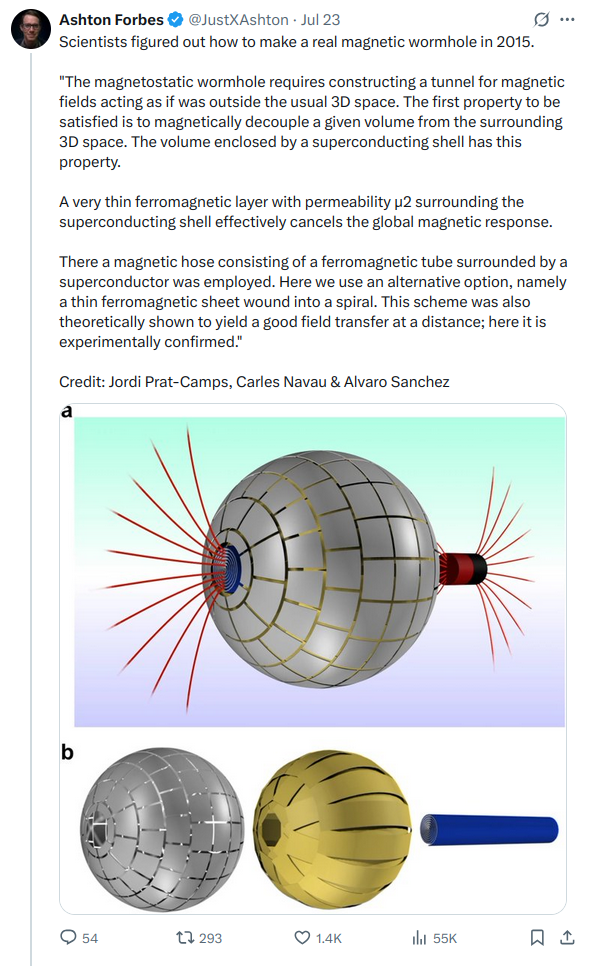 Ashton Forbes @JustXAshton · Jul 23
Scientists figured out how to make a real magnetic wormhole in 2015.
"The magnetostatic wormhole requires constructing a tunnel for magnetic
fields acting as if was outside the usual 3D space. The first property to be
satisfied is to magnetically decouple a given volume from the surrounding
3D space. The volume enclosed by a superconducting shell has this
property.
A very thin ferromagnetic layer with permeability μ2 surrounding the
superconducting shell effectively cancels the global magnetic response.
There a magnetic hose consisting of a ferromagnetic tube surrounded by a
superconductor was employed. Here we use an alternative option, namely
a thin ferromagnetic sheet wound into a spiral. This scheme was also
theoretically shown to yield a good field transfer at a distance; here it is
experimentally confirmed."
Credit: Jordi Prat-Camps, Carles Navau & Alvaro Sanchez
a
b
54 293 1.4K 55K